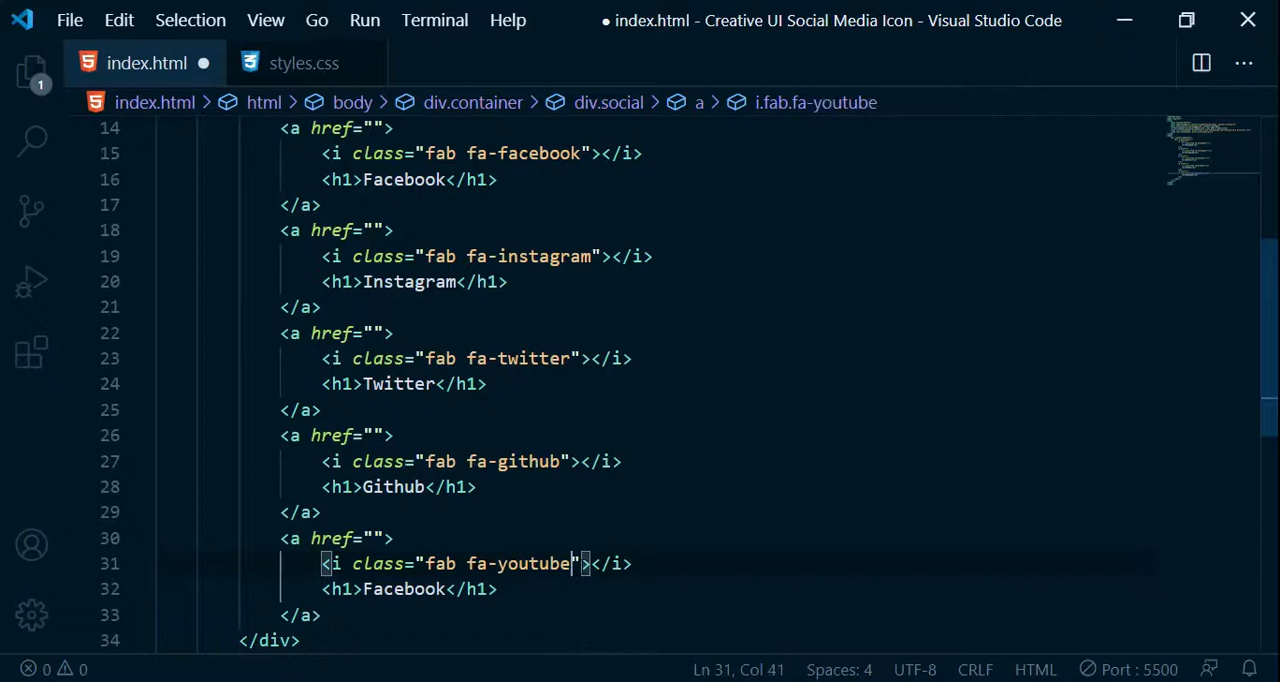 File Edit Selection View Go Run Terminal Help ● index.html - Creative UI Social Media Icon - Visual Studio Code
index.html ● styles.css
1
index.html > html > body > div.container > div.social > a > i.fab.fa-youtube
14 <a href="">
15 <i class="fab fa-facebook"></i>
16 <h1>Facebook</h1>
17 </a>
18 <a href="">
19 <i class="fab fa-instagram"></i>
20 <h1>Instagram</h1>
21 </a>
22 <a href="">
23 <i class="fab fa-twitter"></i>
24 <h1>Twitter</h1>
25 </a>
26 <a href="">
27 <i class="fab fa-github"></i>
28 <h1>Github</h1>
29 </a>
30 <a href="">
31 <i class="fab fa-youtube"></i>
32 <h1>Facebook</h1>
33 </a>
34 </div>
0 0 Ln 31, Col 41 Spaces: 4 UTF-8 CRLF HTML Port : 5500